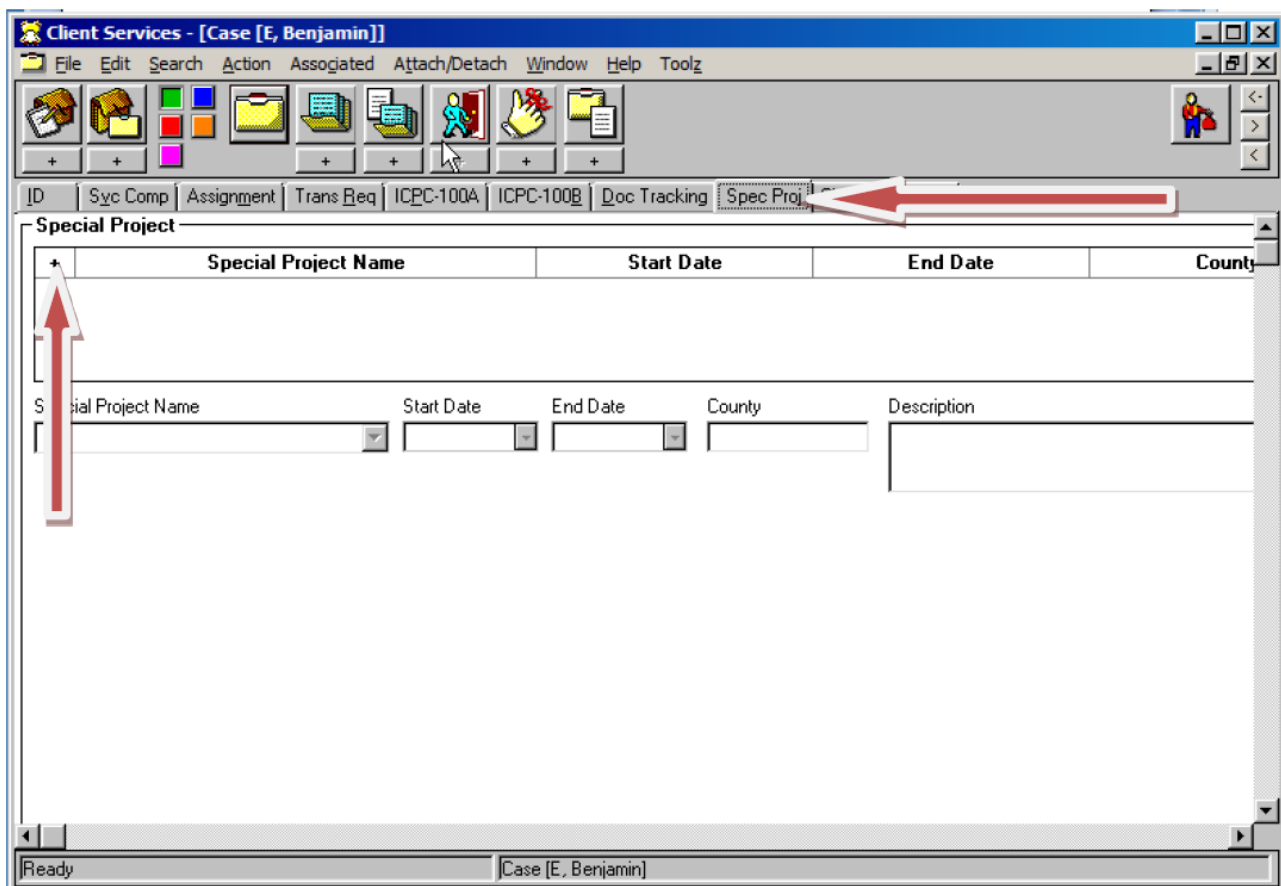 Client Services - [Case [E, Benjamin]]
File Edit Search Action Associated Attach/Detach Window Help Toolz
+ + + + + + +
<- 
>
<
ID Svc Comp Assignment Trans Req ICPC-100A ICPC-100B Doc Tracking Spec Proj
Special Project
+ Special Project Name Start Date End Date County
Special Project Name Start Date End Date County Description
Ready Case [E, Benjamin]